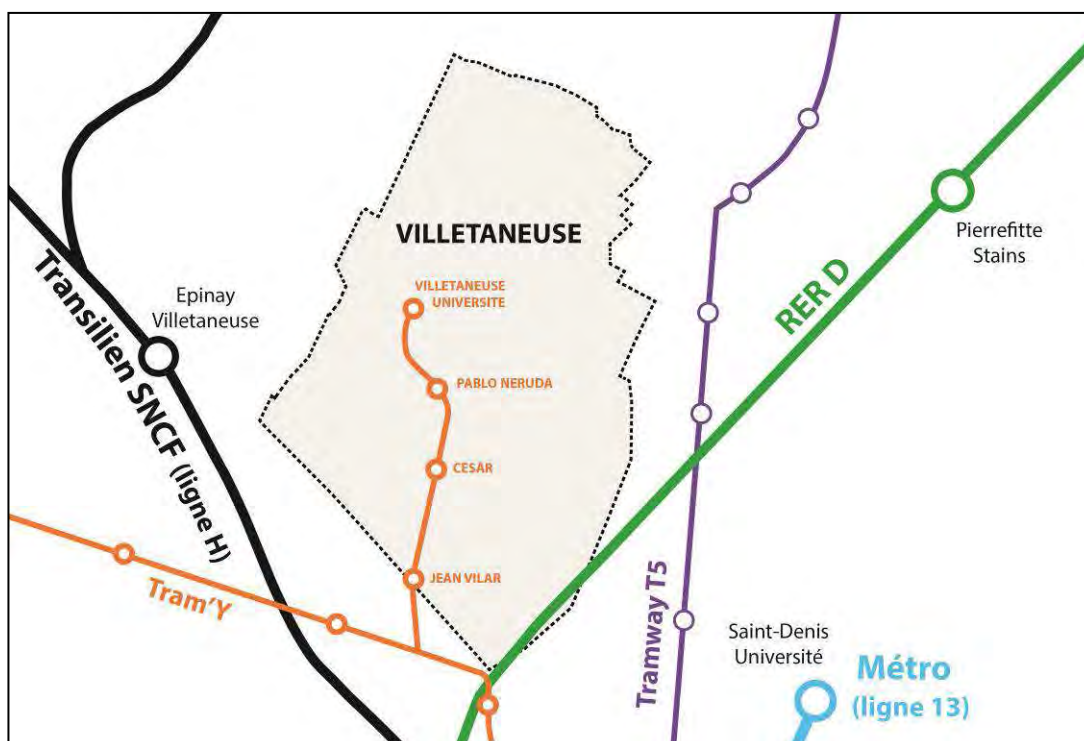 VILLETANEUSE
VILLETANEUSE
UNIVERSITE
PABLO NERUDA
CESAR
JEAN VILAR
Epinay
Villetaneuse
Transilien SNCF (ligne H)
Tram'Y
RER D
Pierrefitte
Stains
Tramway T5
Saint-Denis
Université
Métro
(ligne 13)